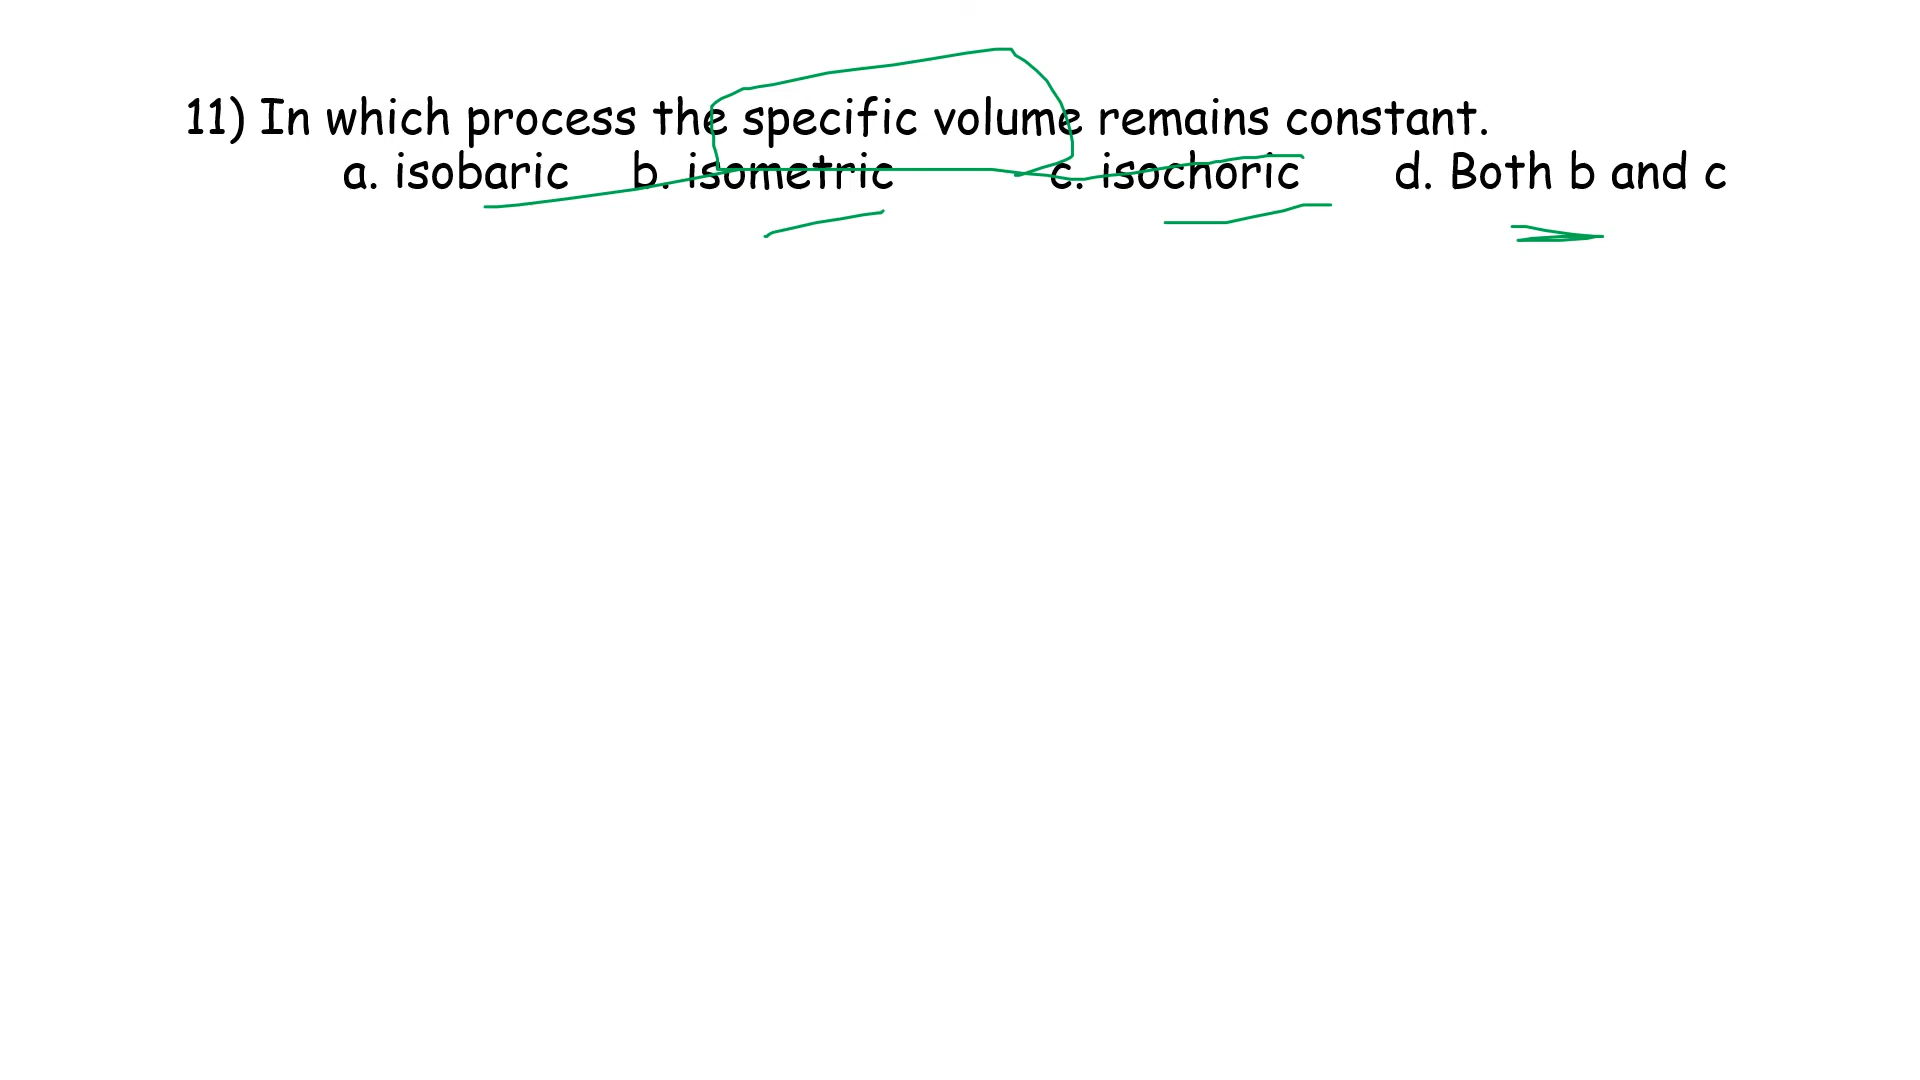 11) In which process the specific volume remains constant.
a. isobaric b. isometric c. isochoric d. Both b and c